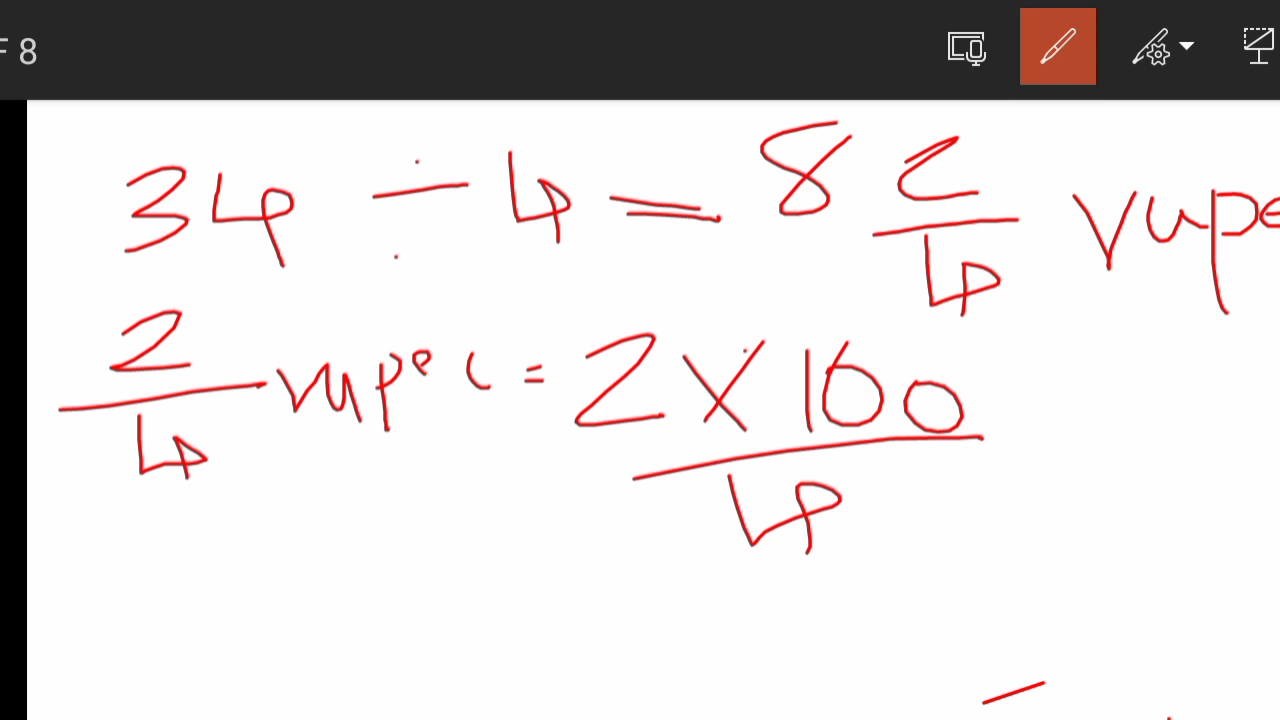 F 8
34 ÷ 4 = 8 2/4 rupe
2/4 rupee = 2 X 100/4